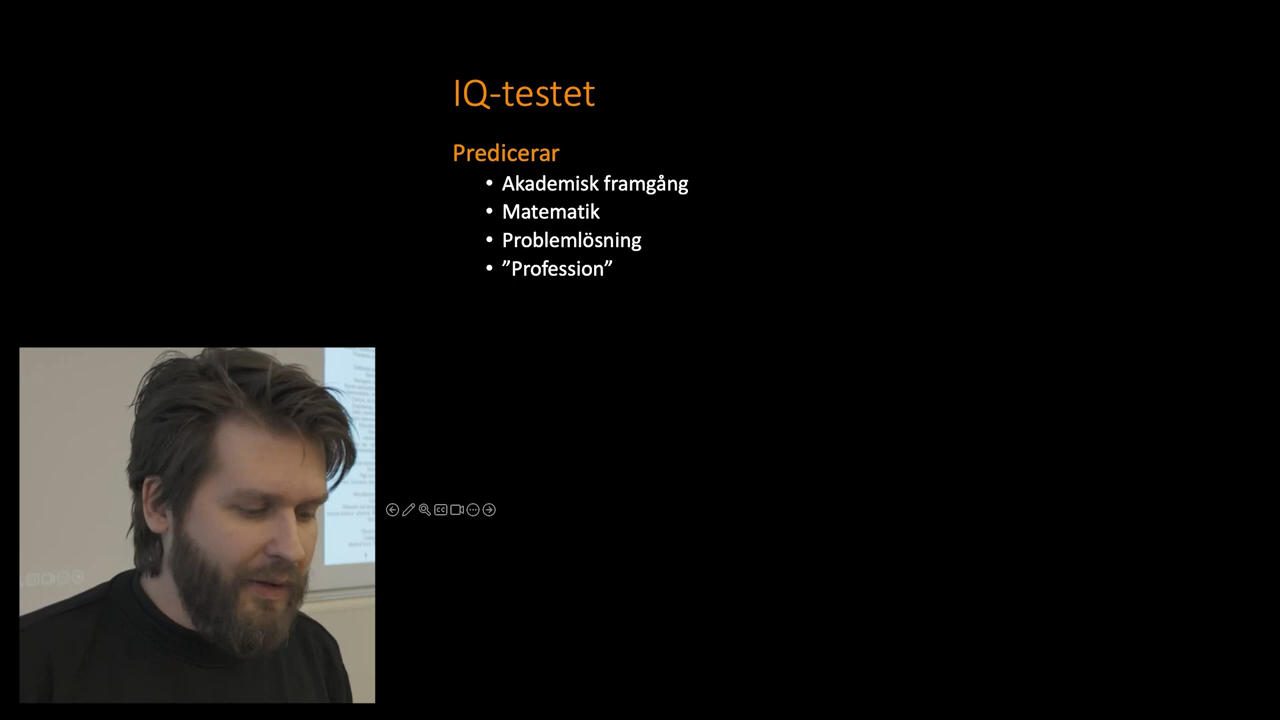 IQ-testet
Predicerar
• Akademisk framgång
• Matematik
• Problemlösning
• ”Profession”